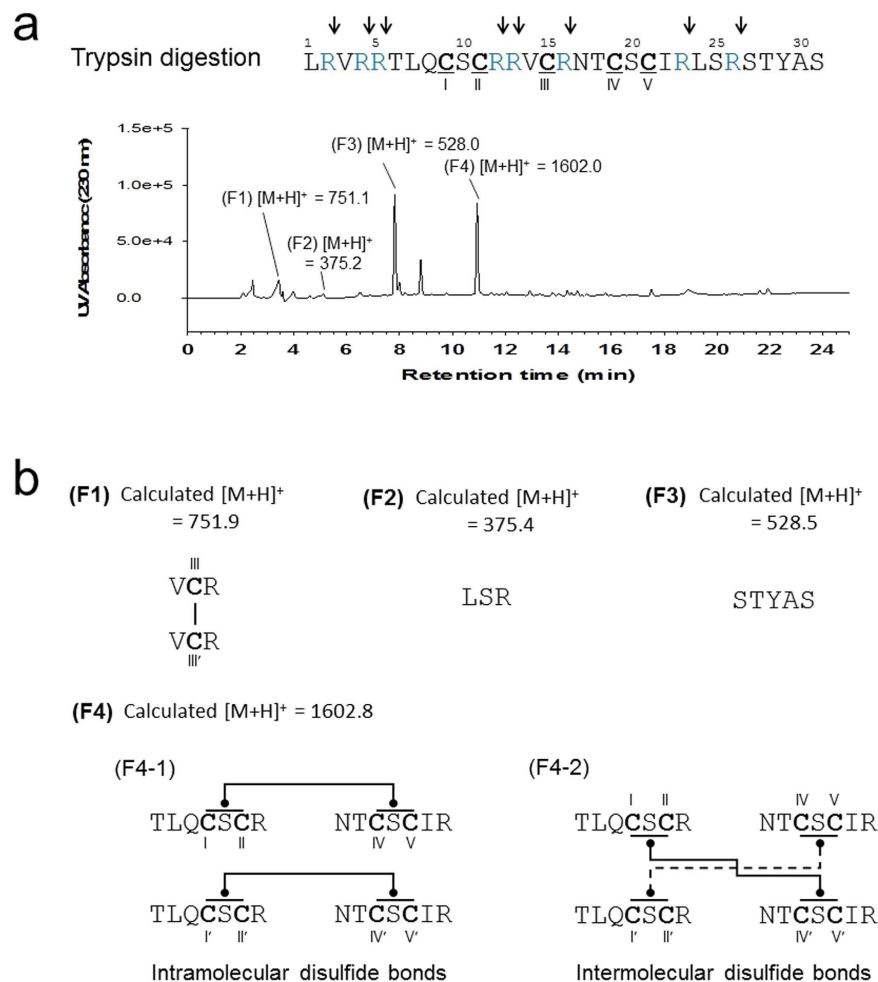 a
Trypsin digestion
1 5 10 15 20 25 30
LRVRRTLQCSCRRVCRNTCSCIRLSRSTYAS
I II III IV V
UV Absorbance (230 nm)
1.5e+5
1.0e+5
5.0e+4
0.0
(F3) [M+H]+ = 528.0
(F4) [M+H]+ = 1602.0
(F1) [M+H]+ = 751.1
(F2) [M+H]+
= 375.2
0 2 4 6 8 10 12 14 16 18 20 22 24
Retention time (min)
b
(F1) Calculated [M+H]+
= 751.9
III
VCR
VCR
III′
(F2) Calculated [M+H]+
= 375.4
LSR
(F3) Calculated [M+H]+
= 528.5
STYAS
(F4) Calculated [M+H]+ = 1602.8
(F4-1)
TLQCSCR NTCSCIR
I II IV V
TLQCSCR NTCSCIR
I′ II′ IV′ V′
Intramolecular disulfide bonds
(F4-2)
I II IV V
TLQCSCR NTCSCIR
TLQCSCR NTCSCIR
I′ II′ IV′ V′
Intermolecular disulfide bonds